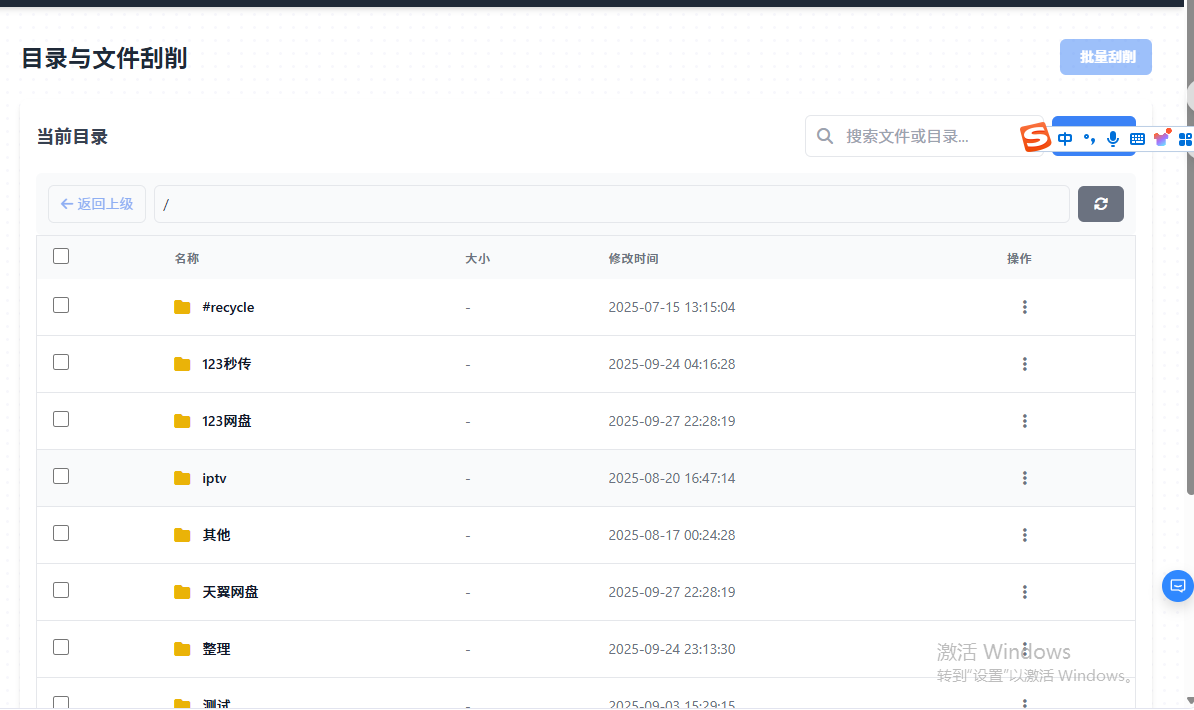 目录与文件刮削
批量刮削
当前目录
搜索文件或目录...
中
返回上级
/
名称 大小 修改时间 操作
#recycle - 2025-07-15 13:15:04
123秒传 - 2025-09-24 04:16:28
123网盘 - 2025-09-27 22:28:19
iptv - 2025-08-20 16:47:14
其他 - 2025-08-17 00:24:28
天翼网盘 - 2025-09-27 22:28:19
整理 - 2025-09-24 23:13:30
测试 - 2025-09-03 15:29:15
激活 Windows
转到"设置"以激活 Windows。